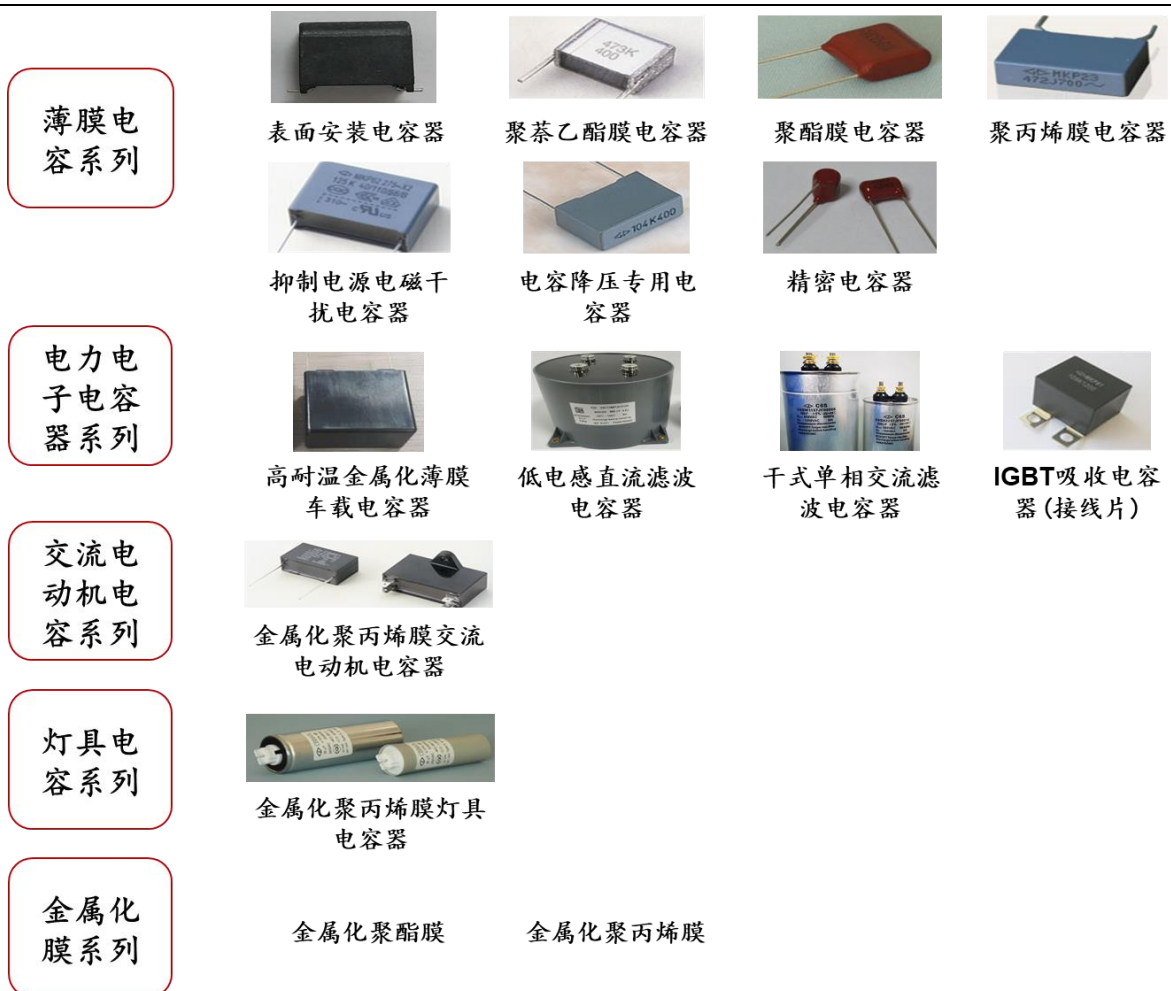 薄膜电
容系列
473K
400
MKP23
472J700~
表面安装电容器
聚萘乙酯膜电容器
聚酯膜电容器
聚丙烯膜电容器
104K400
抑制电源电磁干
扰电容器
电容降压专用电
容器
精密电容器
电力电
子电容
器系列
高耐温金属化薄膜
车载电容器
低电感直流滤波
电容器
干式单相交流滤
波电容器
IGBT吸收电容
器(接线片)
交流电
动机电
容系列
金属化聚丙烯膜交流
电动机电容器
灯具电
容系列
金属化聚丙烯膜灯具
电容器
金属化
膜系列
金属化聚酯膜
金属化聚丙烯膜